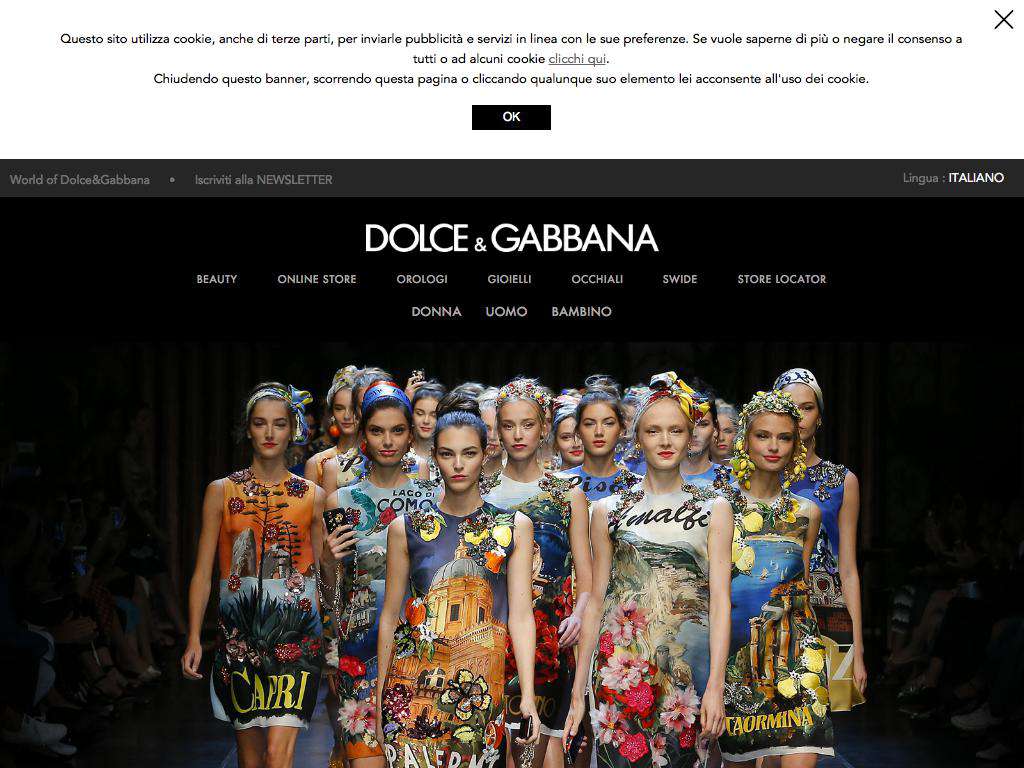 Questo sito utilizza cookie, anche di terze parti, per inviarle pubblicità e servizi in linea con le sue preferenze. Se vuole saperne di più o negare il consenso a
tutti o ad alcuni cookie clicchi qui.
Chiudendo questo banner, scorrendo questa pagina o cliccando qualunque suo elemento lei acconsente all'uso dei cookie.
OK
World of Dolce&Gabbana • Iscriviti alla NEWSLETTER
Lingua : ITALIANO
DOLCE & GABBANA
BEAUTY ONLINE STORE OROLOGI GIOIELLI OCCHIALI SWIDE STORE LOCATOR
DONNA UOMO BAMBINO
LAGO DI
COMO
CAPRI
PALERMO
TAORMINA